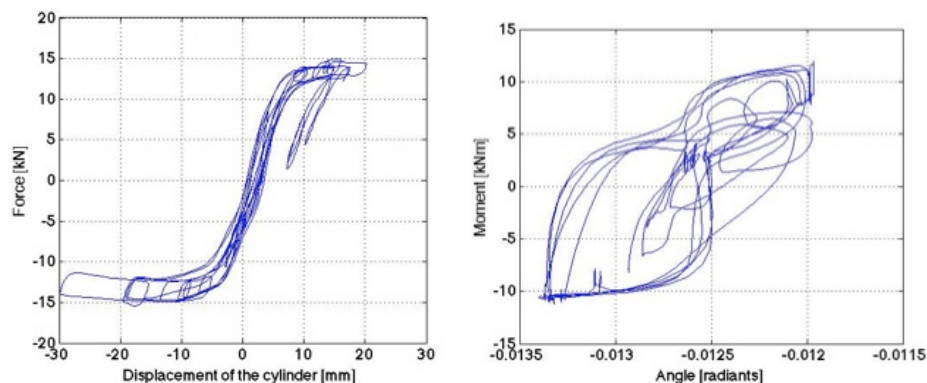 20
15
10
5
0
-5
-10
-15
20
Force [kN]
-30 -20 -10 0 10 20 30
Displacement of the cylinder [mm]
15
10
5
0
-5
-10
-15
Moment [kNm]
-0.0135 -0.013 -0.0125 -0.012 -0.0115
Angle [radiants]